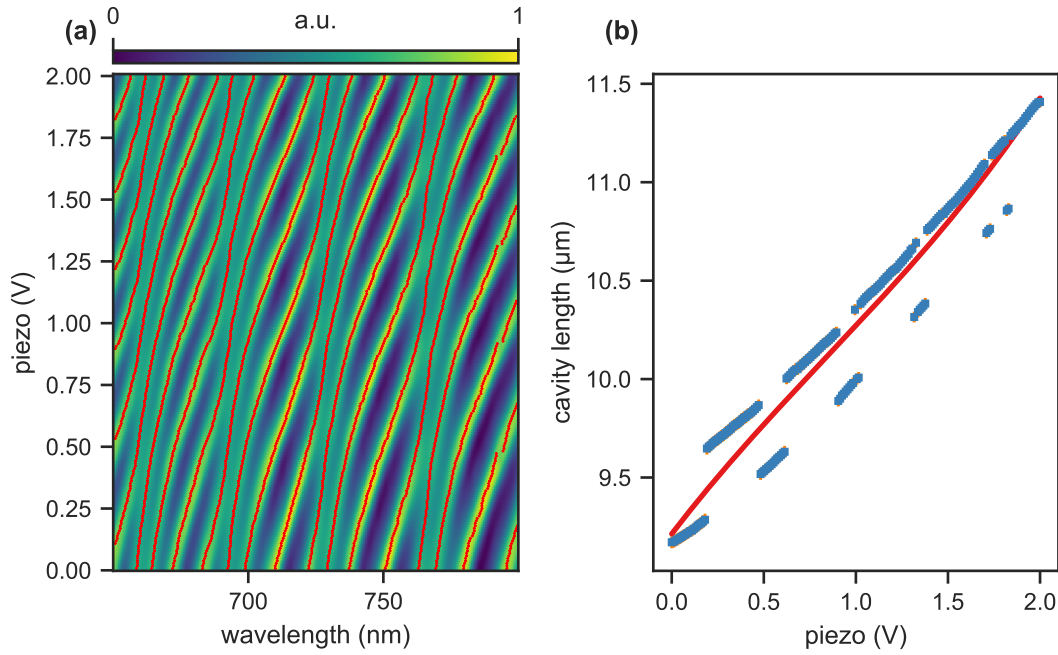 0 a.u. 1
(a)
2.00
1.75
1.50
1.25
1.00
0.75
0.50
0.25
0.00
piezo (V)
700 750
wavelength (nm)
(b)
11.5
11.0
10.5
10.0
9.5
cavity length (μm)
0.0 0.5 1.0 1.5 2.0
piezo (V)